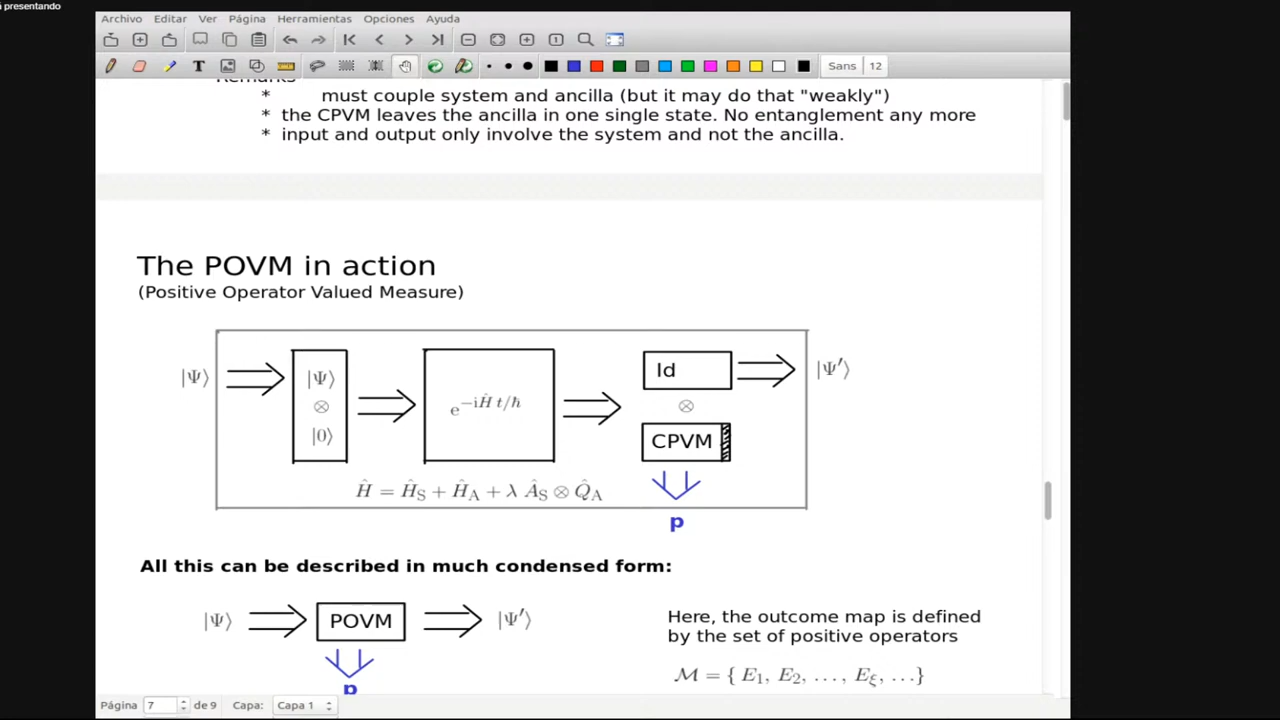 presentando
Archivo Editar Ver Página Herramientas Opciones Ayuda
Sans 12
Remarks
* must couple system and ancilla (but it may do that "weakly")
* the CPVM leaves the ancilla in one single state. No entanglement any more
* input and output only involve the system and not the ancilla.
The POVM in action
(Positive Operator Valued Measure)
|Ψ⟩
|Ψ⟩
⊗
|0⟩
e^{-iĤ t/ħ}
Id
⊗
CPVM
|Ψ′⟩
Ĥ = Ĥ_S + Ĥ_A + λ Â_S ⊗ Q̂_A
p
All this can be described in much condensed form:
|Ψ⟩ POVM |Ψ′⟩
p
Here, the outcome map is defined
by the set of positive operators
ℳ = { E_1, E_2, . . . , E_ξ, . . .}
Página 7 de 9 Capa: Capa 1